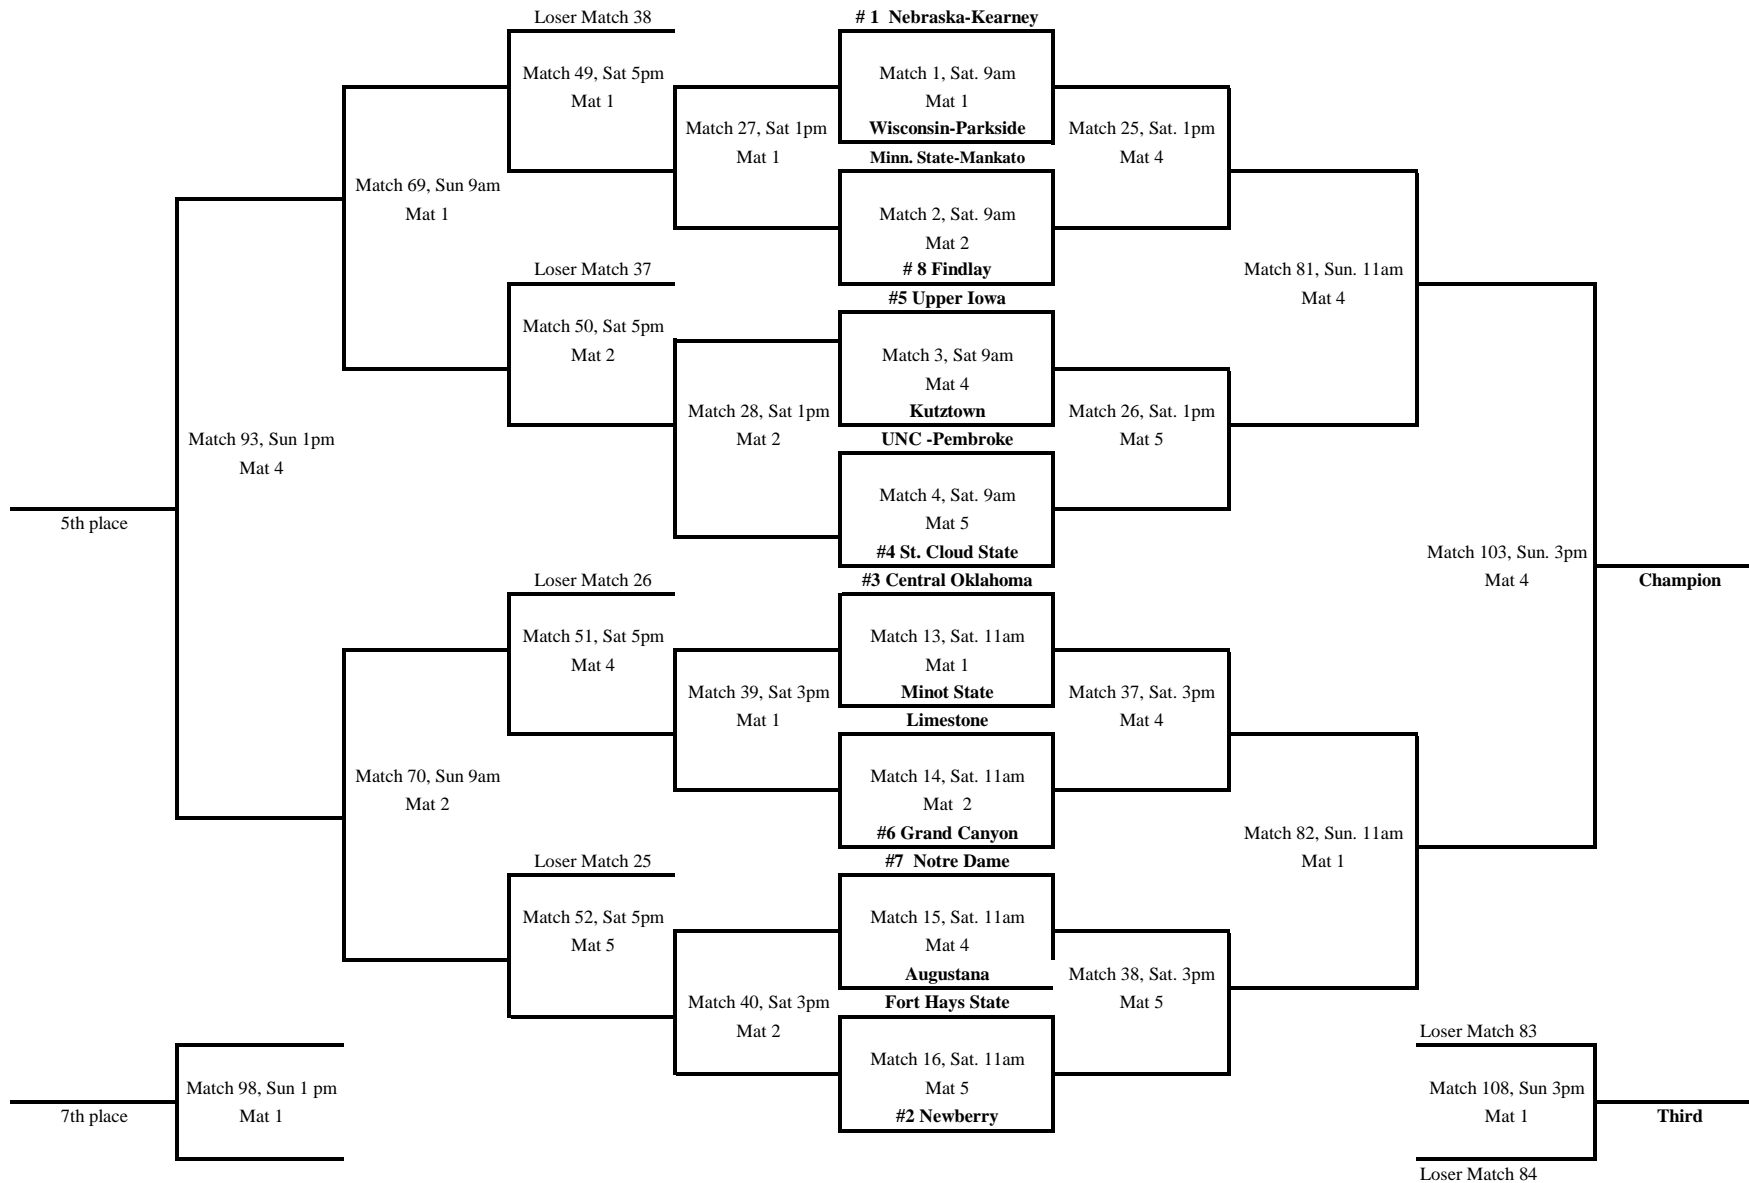 Loser Match 38
# 1  Nebraska-Kearney
Match 49, Sat 5pm
Mat 1
Match 1, Sat. 9am
Mat 1
Match 27, Sat 1pm
Mat 1
Wisconsin-Parkside
Match 25, Sat. 1pm
Mat 4
Minn. State-Mankato
Match 69, Sun 9am
Mat 1
Match 2, Sat. 9am
Mat 2
Loser Match 37
# 8 Findlay
Match 81, Sun. 11am
Mat 4
#5 Upper Iowa
Match 50, Sat 5pm
Mat 2
Match 3, Sat 9am
Mat 4
Match 28, Sat 1pm
Mat 2
Kutztown
Match 26, Sat. 1pm
Mat 5
Match 93, Sun 1pm
Mat 4
UNC -Pembroke
Match 4, Sat. 9am
Mat 5
5th place
#4 St. Cloud State
Match 103, Sun. 3pm
Mat 4
Champion
Loser Match 26
#3 Central Oklahoma
Match 51, Sat 5pm
Mat 4
Match 13, Sat. 11am
Mat 1
Match 39, Sat 3pm
Mat 1
Minot State
Match 37, Sat. 3pm
Mat 4
Limestone
Match 70, Sun 9am
Mat 2
Match 14, Sat. 11am
Mat  2
#6 Grand Canyon
Match 82, Sun. 11am
Mat 1
Loser Match 25
#7  Notre Dame
Match 52, Sat 5pm
Mat 5
Match 15, Sat. 11am
Mat 4
Augustana
Match 38, Sat. 3pm
Mat 5
Match 40, Sat 3pm
Mat 2
Fort Hays State
Match 16, Sat. 11am
Mat 5
#2 Newberry
Loser Match 83
Match 98, Sun 1 pm
Mat 1
7th place
Match 108, Sun 3pm
Mat 1
Third
Loser Match 84